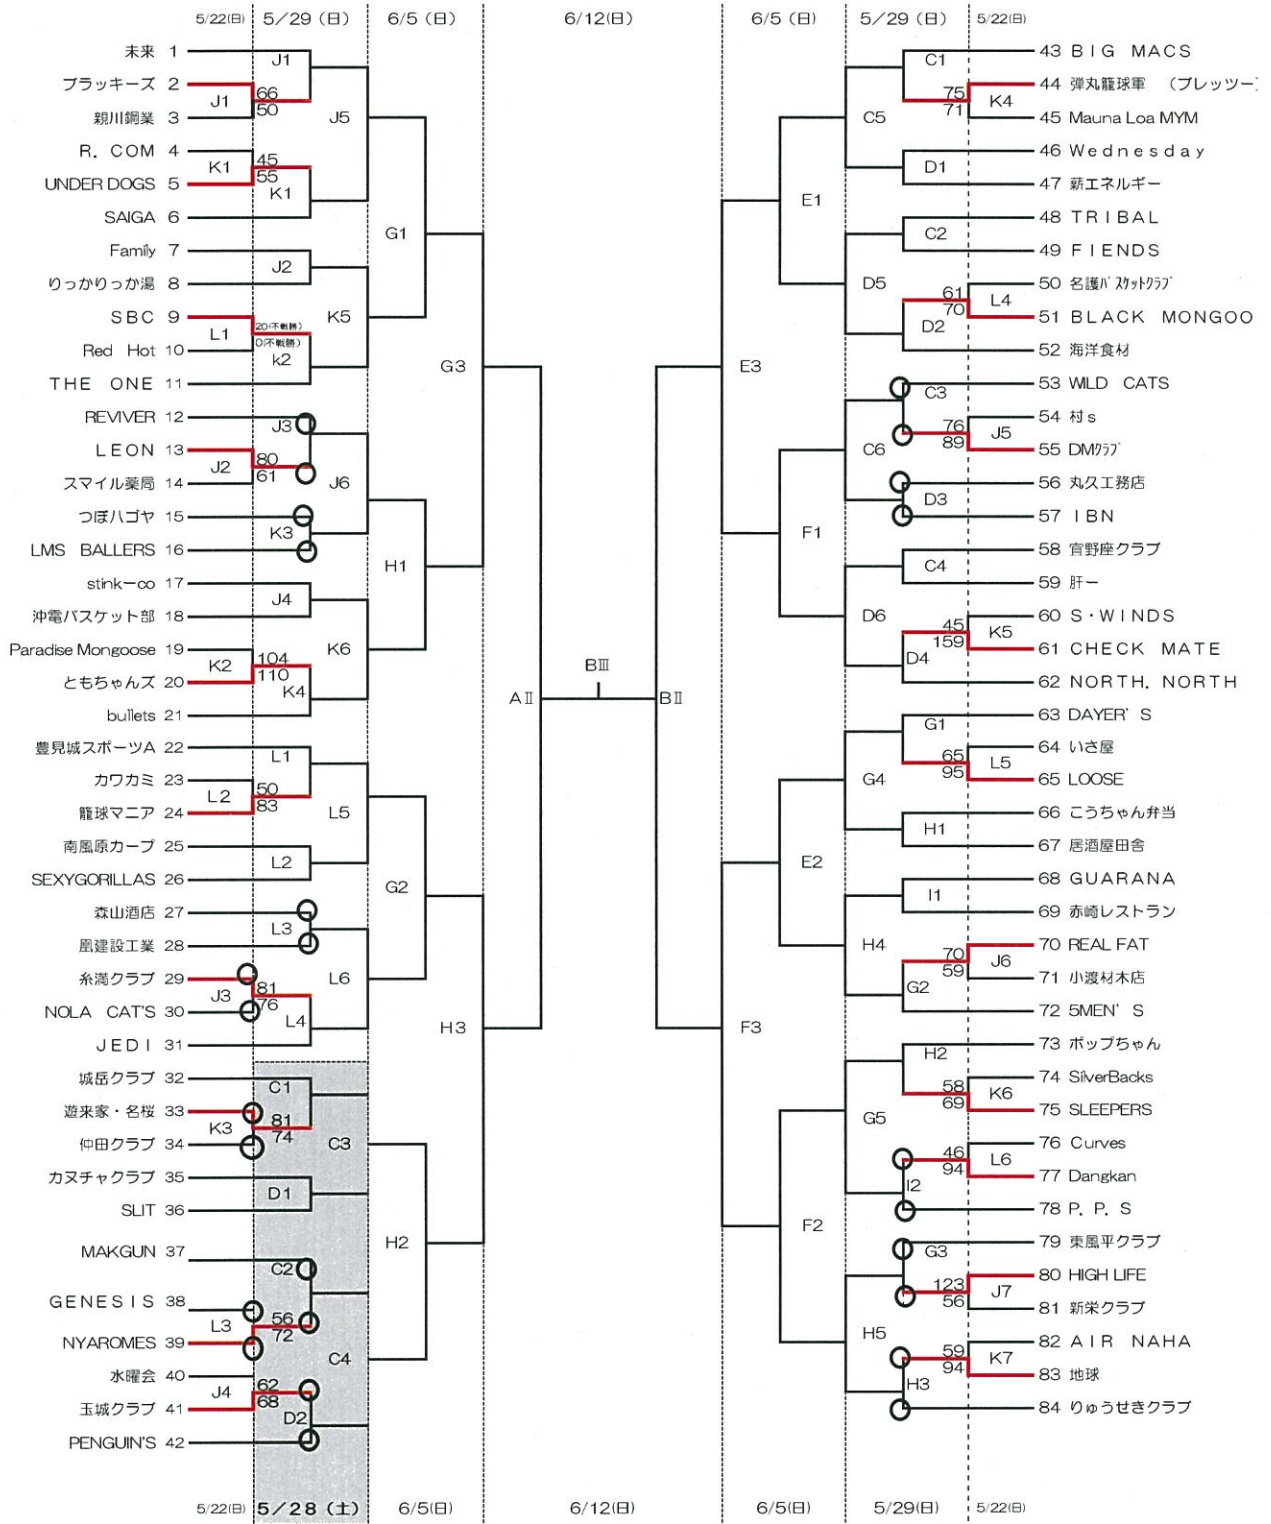 5/22(日) 5/29(日) 6/5(日) 6/12(日) 6/5(日) 5/29(日) 5/22(日)
未来 1
ブラッキーズ 2
親川鋼業 3
R. COM 4
UNDER DOGS 5
SAIGA 6
Family 7
りっかりっか湯 8
SBC 9
Red Hot 10
THE ONE 11
REVIVER 12
LEON 13
スマイル薬局 14
つぼハゴヤ 15
LMS BALLERS 16
stinkーco 17
沖電バスケット部 18
Paradise Mongoose 19
ともちゃんズ 20
bullets 21
豊見城スポーツA 22
カワカミ 23
籠球マニア 24
南風原カープ 25
SEXYGORILLAS 26
森山酒店 27
凰建設工業 28
糸満クラブ 29
NOLA CAT'S 30
JEDI 31
城岳クラブ 32
遊来家・名桜 33
仲田クラブ 34
カヌチャクラブ 35
SLIT 36
MAKGUN 37
GENESIS 38
NYAROMES 39
水曜会 40
玉城クラブ 41
PENGUIN'S 42
J1
K1
L1
J2
K2
L2
J3
K3
L3
J4
J1
66
50
45
55
K1
J2
20(不戦勝)
0(不戦勝)
k2
J3
80
61
K3
J4
104
110
K4
L1
50
83
L2
L3
81
76
L4
C1
81
74
D1
C2
56
72
62
68
D2
J5
K5
J6
K6
L5
L6
C3
C4
G1
H1
G2
H2
G3
H3
AⅡ
BⅢ
BⅡ
E3
F3
E1
F1
E2
F2
C5
D5
C6
D6
G4
H4
G5
H5
C1
75
71
D1
C2
61
70
D2
C3
76
89
D3
C4
45
159
D4
G1
65
95
H1
I1
70
59
G2
H2
58
69
46
94
I2
G3
123
56
59
94
H3
K4
L4
J5
K5
L5
J6
K6
L6
J7
K7
43 BIG MACS
44 弾丸籠球軍 (ブレッツー
45 Mauna Loa MYM
46 Wednesday
47 薪エネルギー
48 TRIBAL
49 FIENDS
50 名護バスケットクラブ
51 BLACK MONGOO
52 海洋食材
53 WILD CATS
54 村s
55 DMクラブ
56 丸久工務店
57 IBN
58 宜野座クラブ
59 肝一
60 S・WINDS
61 CHECK MATE
62 NORTH. NORTH
63 DAYER'S
64 いさ屋
65 LOOSE
66 こうちゃん弁当
67 居酒屋田舎
68 GUARANA
69 赤崎レストラン
70 REAL FAT
71 小渡材木店
72 5MEN'S
73 ポップちゃん
74 SilverBacks
75 SLEEPERS
76 Curves
77 Dangkan
78 P. P. S
79 東風平クラブ
80 HIGH LIFE
81 新栄クラブ
82 AIR NAHA
83 地球
84 りゅうせきクラブ
5/22(日) 5/28(土) 6/5(日) 6/12(日) 6/5(日) 5/29(日) 5/22(日)